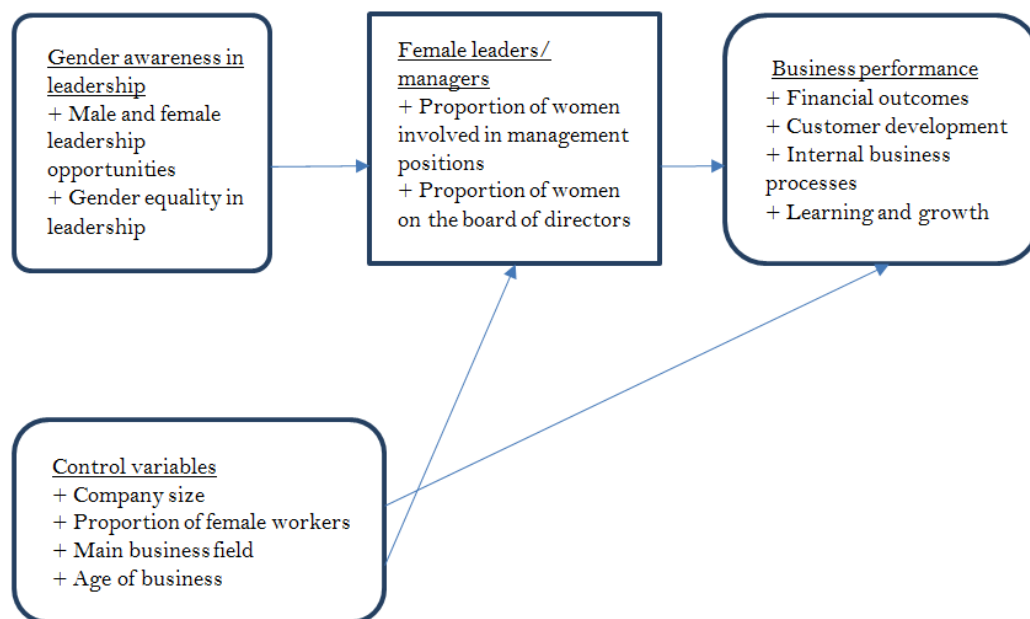 Gender awareness in
leadership
+ Male and female
leadership
opportunities
+ Gender equality in
leadership
Female leaders/
managers
+ Proportion of women
involved in management
positions
+ Proportion of women
on the board of directors
Business performance
+ Financial outcomes
+ Customer development
+ Internal business
processes
+ Learning and growth
Control variables
+ Company size
+ Proportion of female workers
+ Main business field
+ Age of business